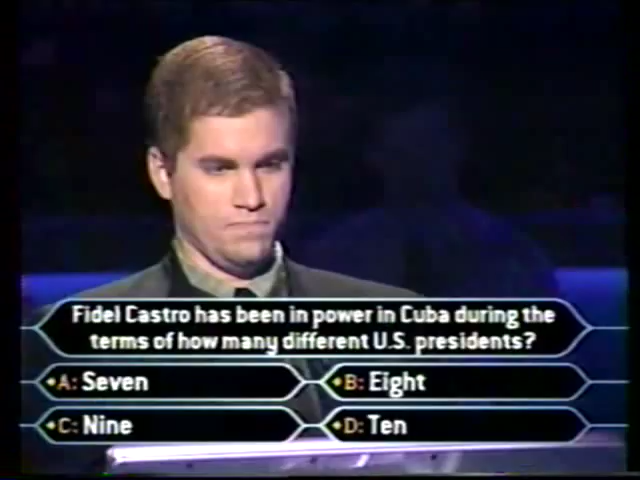 Fidel Castro has been in power in Cuba during the
terms of how many different U.S. presidents?
A: Seven
B: Eight
C: Nine
D: Ten